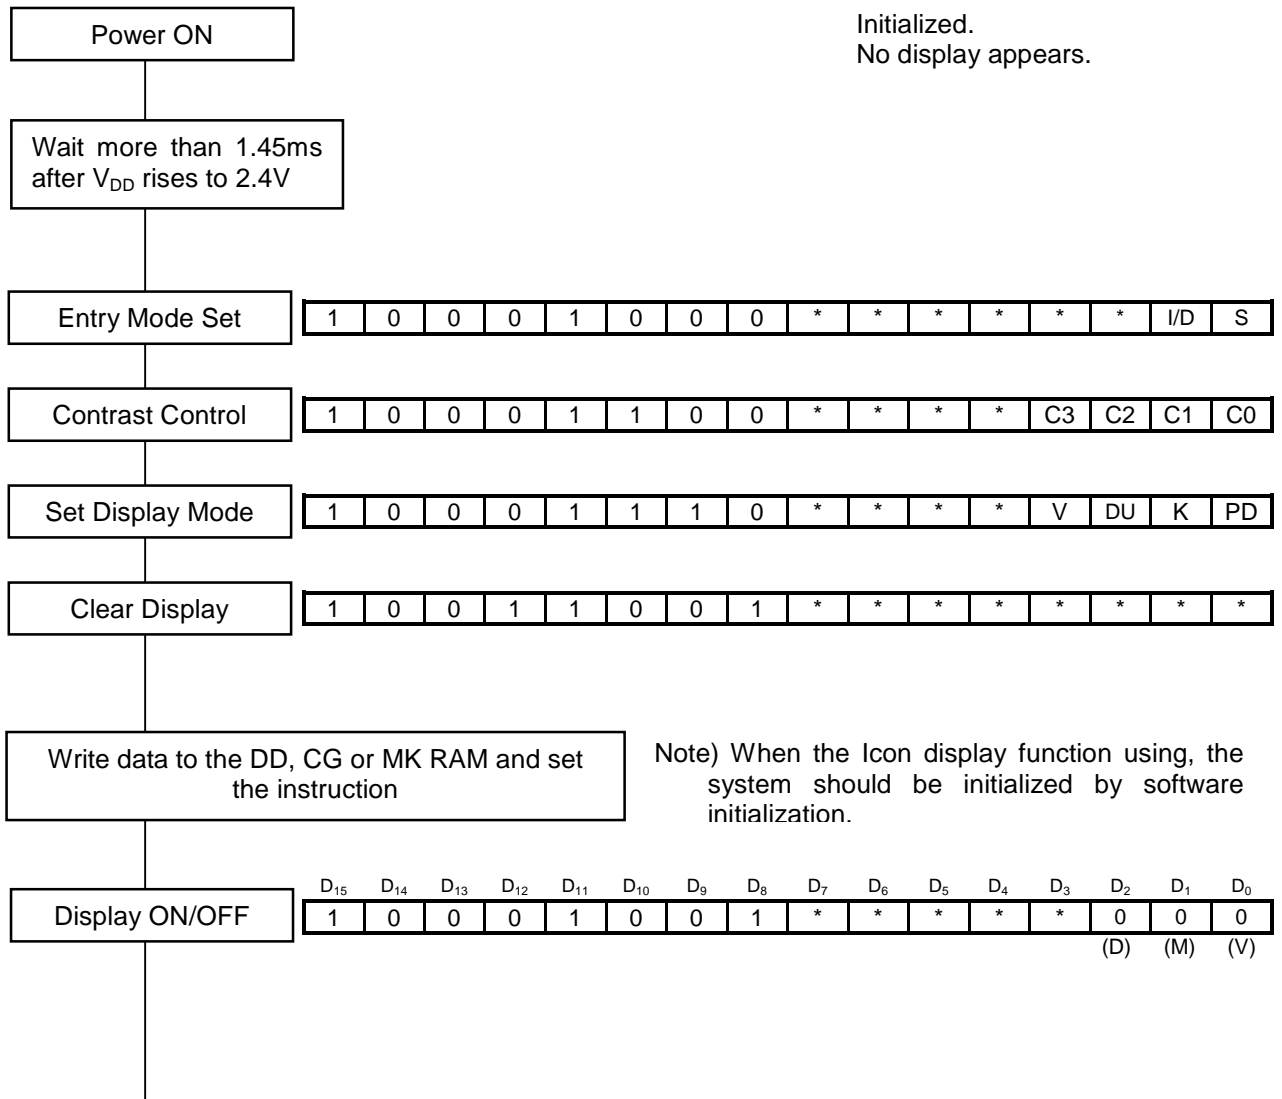 Power ON
Initialized.
No display appears.
Wait more than 1.45ms
after V_DD rises to 2.4V
Entry Mode Set 1 0 0 0 1 0 0 0 * * * * * * I/D S
Contrast Control 1 0 0 0 1 1 0 0 * * * * C3 C2 C1 C0
Set Display Mode 1 0 0 0 1 1 1 0 * * * * V DU K PD
Clear Display 1 0 0 1 1 0 0 1 * * * * * * * *
Write data to the DD, CG or MK RAM and set
the instruction
Note) When the Icon display function using, the
system should be initialized by software
initialization.
D15 D14 D13 D12 D11 D10 D9 D8 D7 D6 D5 D4 D3 D2 D1 D0
Display ON/OFF 1 0 0 0 1 0 0 1 * * * * * 0 0 0
(D) (M) (V)